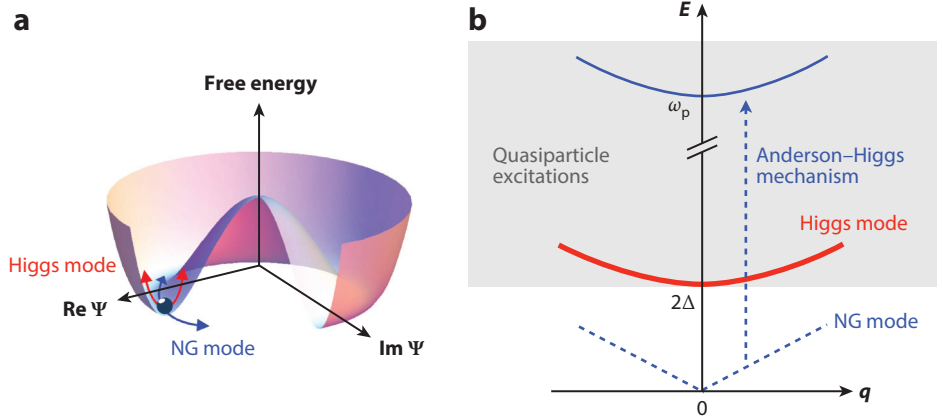 a
Free energy
Higgs mode
Re Ψ
NG mode
Im Ψ
b
E
ωp
Quasiparticle
excitations
Anderson–Higgs
mechanism
Higgs mode
2Δ
NG mode
q
0